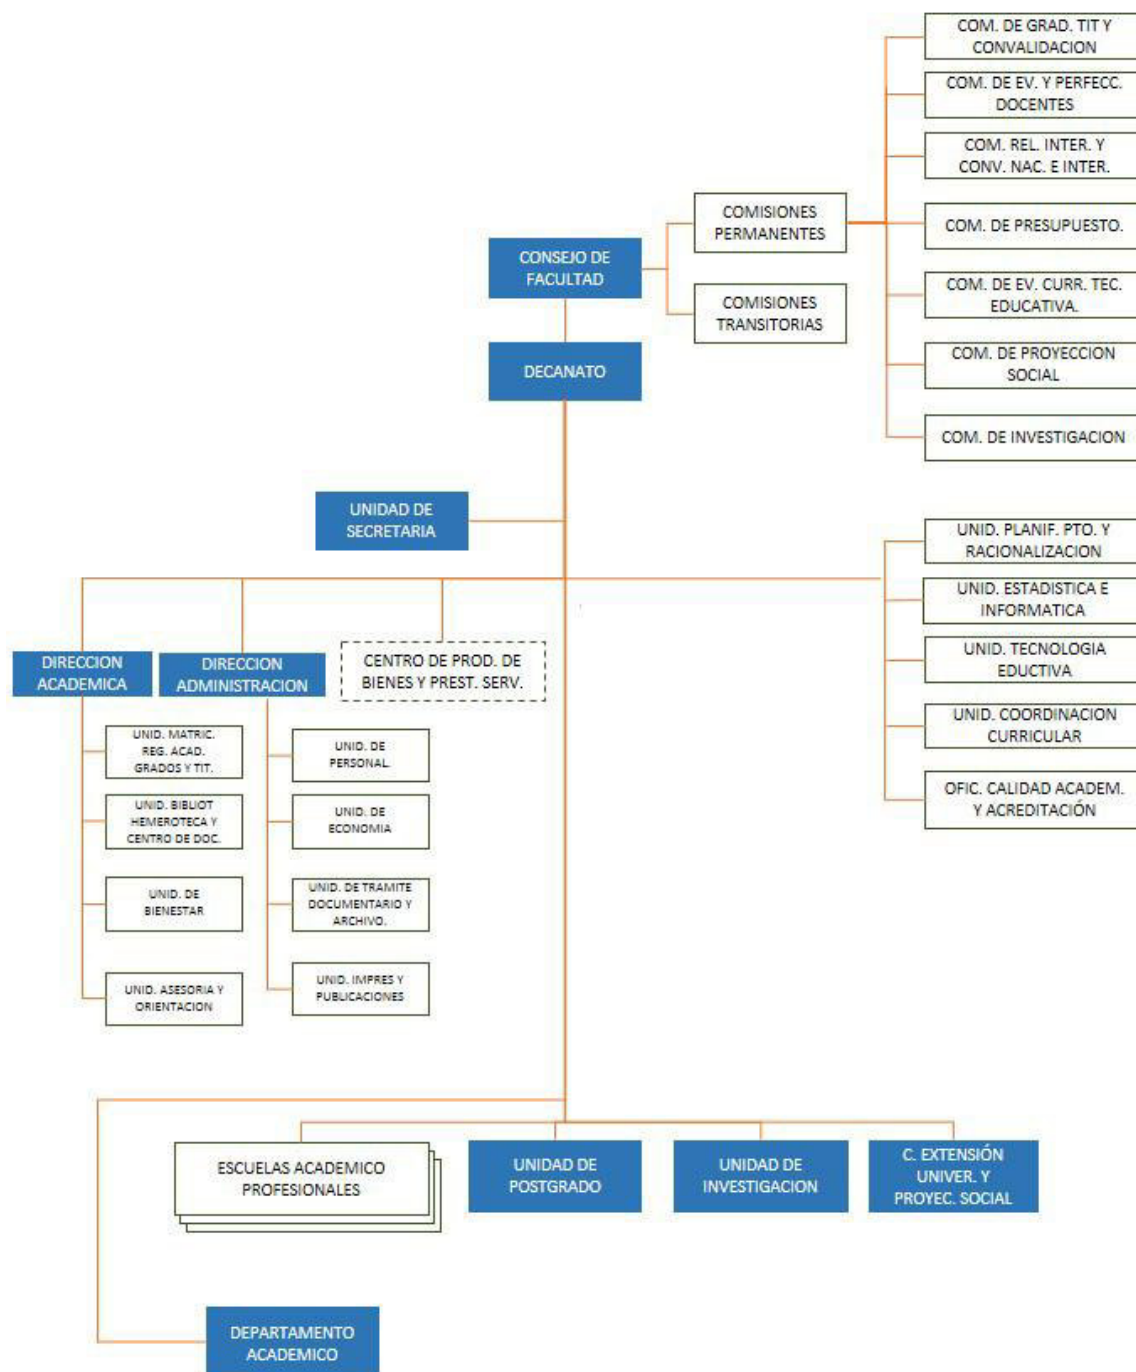 COM. DE GRAD. TIT Y
CONVALIDACION
COM. DE EV. Y PERFECC.
DOCENTES
COM. REL. INTER. Y
CONV. NAC. E INTER.
COMISIONES
PERMANENTES
COM. DE PRESUPUESTO.
CONSEJO DE
FACULTAD
COM. DE EV. CURR. TEC.
EDUCATIVA.
COMISIONES
TRANSITORIAS
DECANATO
COM. DE PROYECCION
SOCIAL
COM. DE INVESTIGACION
UNIDAD DE
SECRETARIA
UNID. PLANIF. PTO. Y
RACIONALIZACION
UNID. ESTADISTICA E
INFORMATICA
UNID. TECNOLOGIA
EDUCTIVA
UNID. COORDINACION
CURRICULAR
OFIC. CALIDAD ACADEM.
Y ACREDITACIÓN
DIRECCION
ACADEMICA
DIRECCION
ADMINISTRACION
CENTRO DE PROD. DE
BIENES Y PREST. SERV.
UNID. MATRIC.
REG. ACAD.
GRADOS Y TIT.
UNID. BIBLIOT
HEMEROTECA Y
CENTRO DE DOC.
UNID. DE
BIENESTAR
UNID. ASESORIA Y
ORIENTACION
UNID. DE
PERSONAL.
UNID. DE
ECONOMIA
UNID. DE TRAMITE
DOCUMENTARIO Y
ARCHIVO.
UNID. IMPRES Y
PUBLICACIONES
ESCUELAS ACADEMICO
PROFESIONALES
UNIDAD DE
POSTGRADO
UNIDAD DE
INVESTIGACION
C. EXTENSIÓN
UNIVER. Y
PROYEC. SOCIAL
DEPARTAMENTO
ACADEMICO